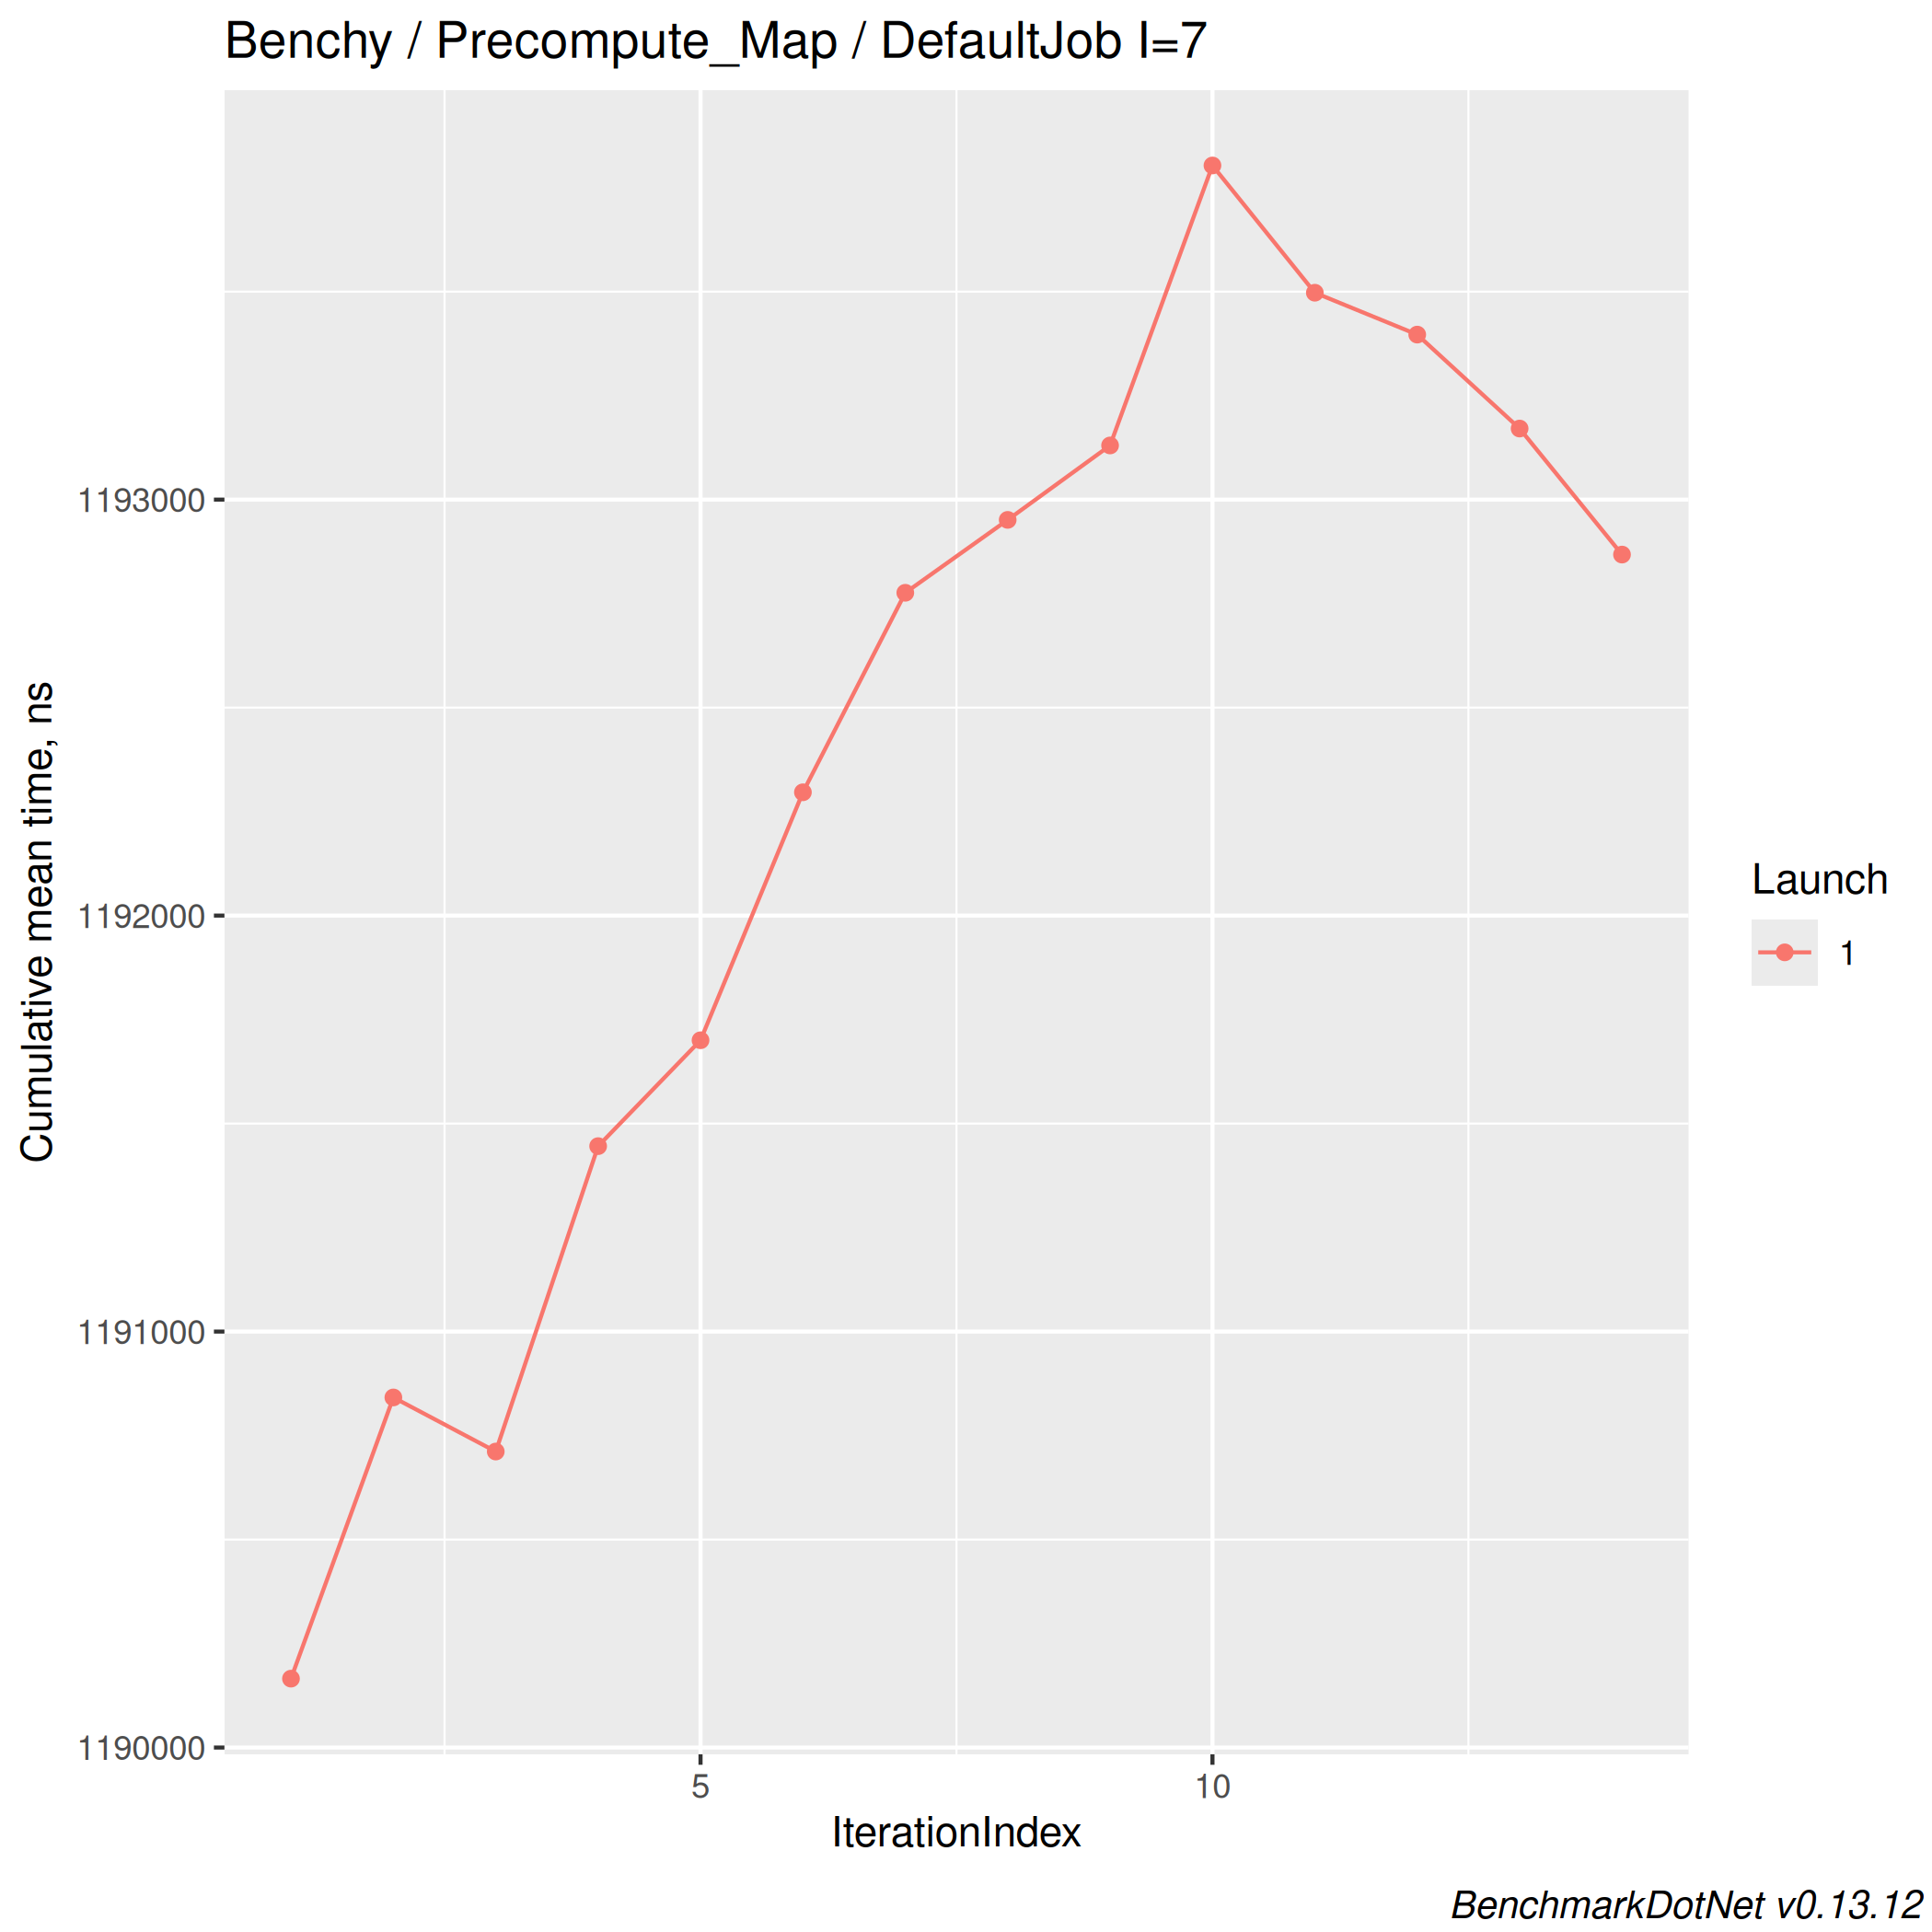 Benchy / Precompute_Map / DefaultJob I=7
Cumulative mean time, ns
1193000
1192000
1191000
1190000
5
10
IterationIndex
Launch
1
BenchmarkDotNet v0.13.12